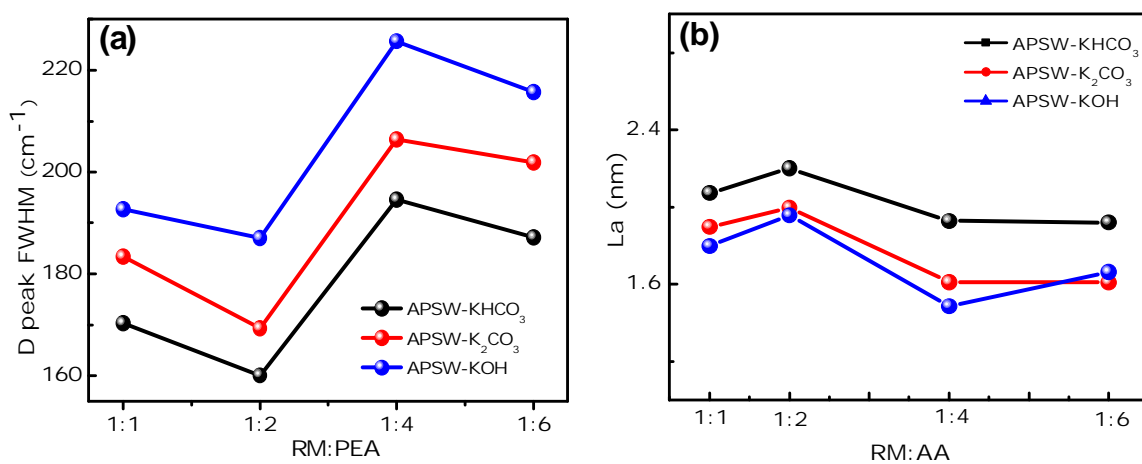 (a)
D peak FWHM (cm⁻¹)
220
200
180
160
APSW-KHCO₃
APSW-K₂CO₃
APSW-KOH
1:1 1:2 1:4 1:6
RM:PEA
(b)
La (nm)
2.4
1.6
APSW-KHCO₃
APSW-K₂CO₃
APSW-KOH
1:1 1:2 1:4 1:6
RM:AA